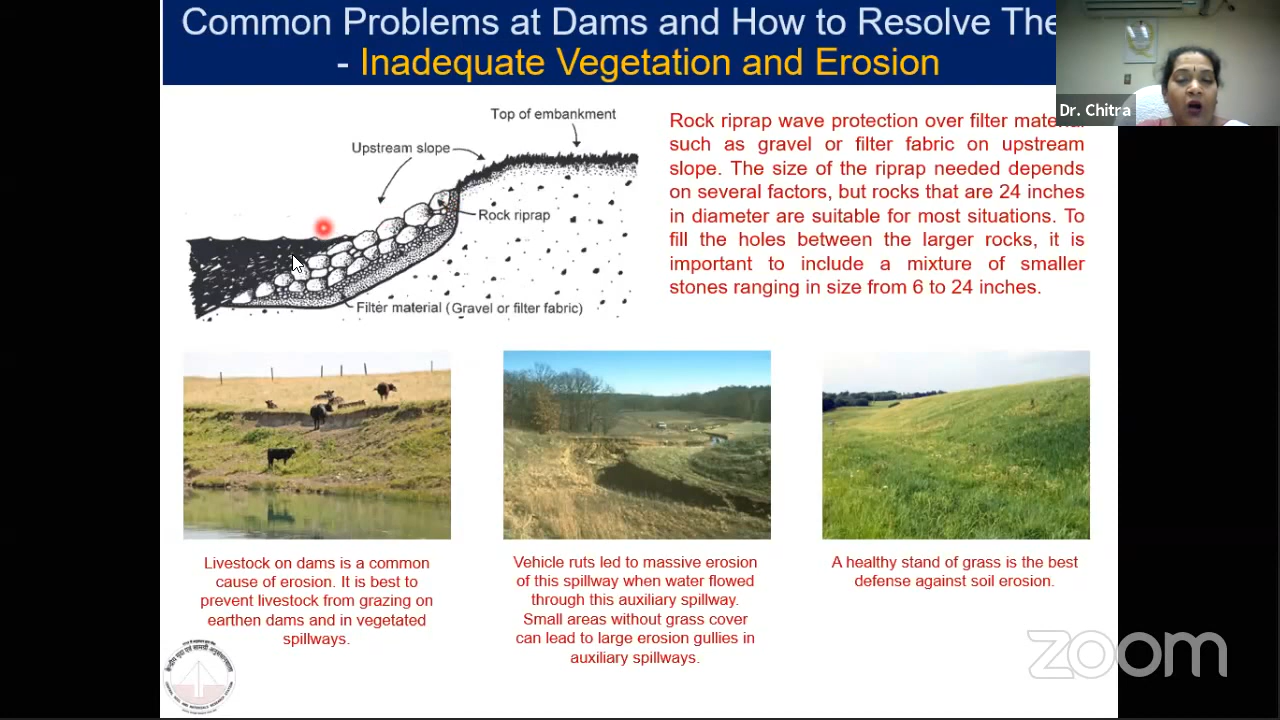 Common Problems at Dams and How to Resolve The
- Inadequate Vegetation and Erosion
Dr. Chitra
Top of embankment
Upstream slope
Rock riprap
Filter material (Gravel or filter fabric)
Rock riprap wave protection over filter material
such as gravel or filter fabric on upstream
slope. The size of the riprap needed depends
on several factors, but rocks that are 24 inches
in diameter are suitable for most situations. To
fill the holes between the larger rocks, it is
important to include a mixture of smaller
stones ranging in size from 6 to 24 inches.
Livestock on dams is a common
cause of erosion. It is best to
prevent livestock from grazing on
earthen dams and in vegetated
spillways.
Vehicle ruts led to massive erosion
of this spillway when water flowed
through this auxiliary spillway.
Small areas without grass cover
can lead to large erosion gullies in
auxiliary spillways.
A healthy stand of grass is the best
defense against soil erosion.
zoom